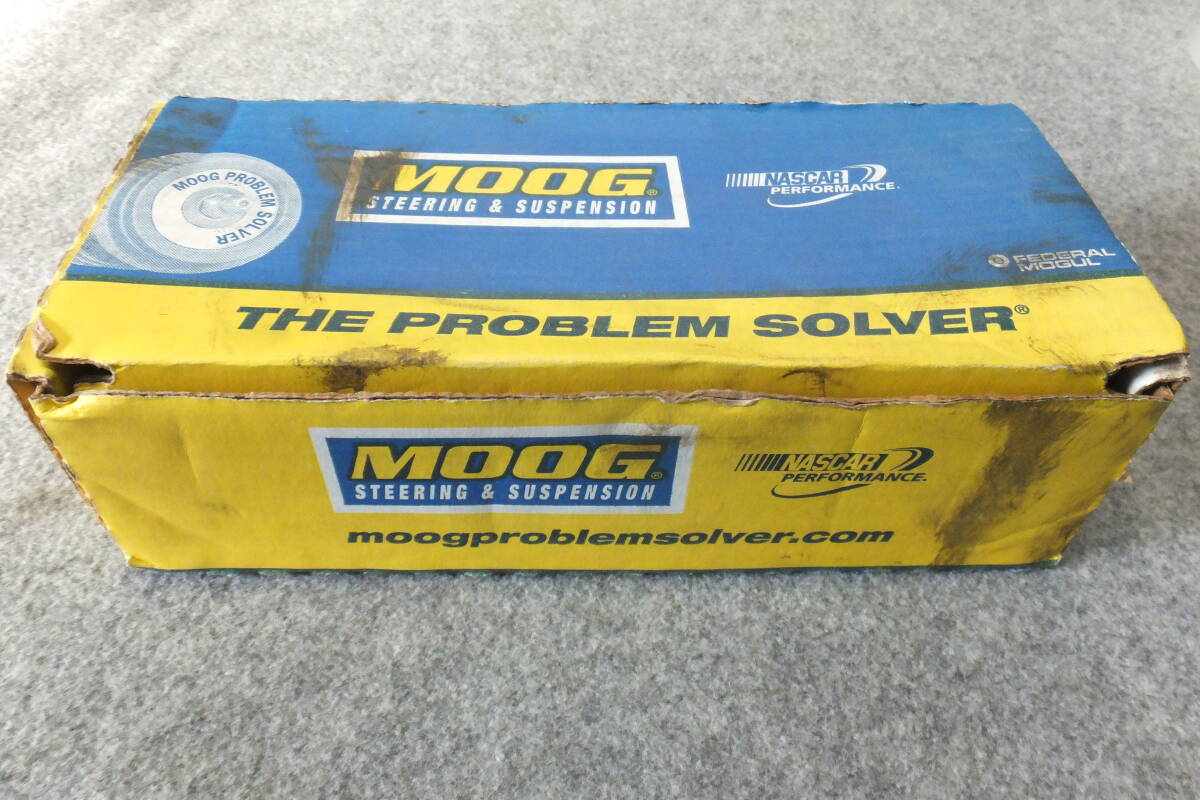 MOOG PROBLEM SOLVER
MOOG®
STEERING & SUSPENSION
NASCAR
PERFORMANCE.
FEDERAL
MOGUL
THE PROBLEM SOLVER®
MOOG®
STEERING & SUSPENSION
NASCAR
PERFORMANCE.
moogproblemsolver.com